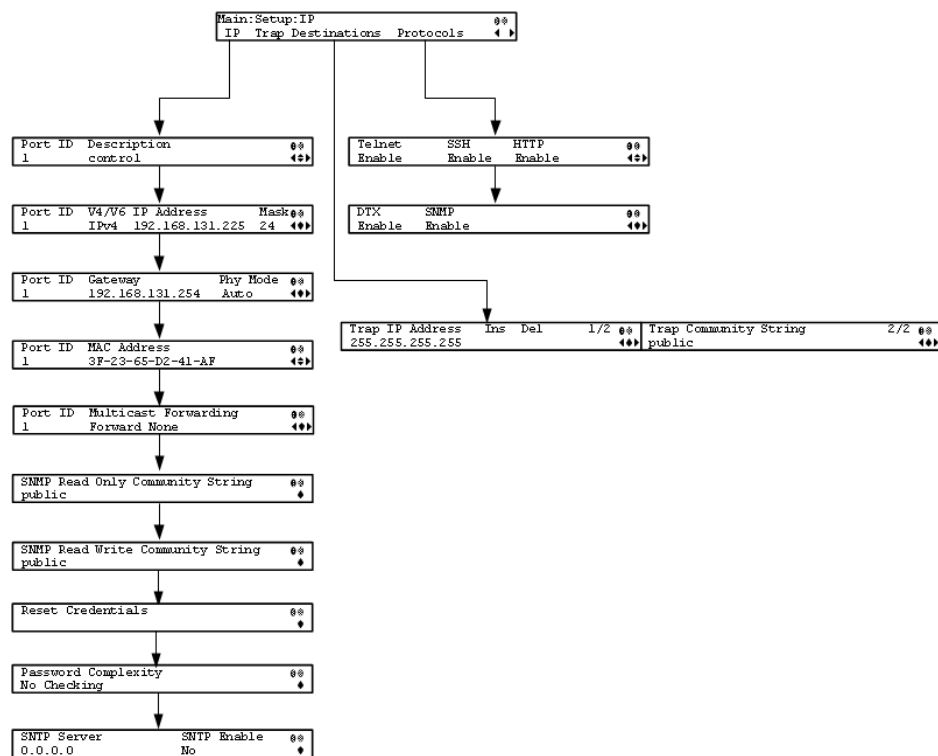 Main:Setup:IP
IP Trap Destinations Protocols
Port ID Description
1 control
Port ID V4/V6 IP Address Mask
1 IPv4 192.168.131.225 24
Port ID Gateway Phy Mode
1 192.168.131.254 Auto
Port ID MAC Address
1 3F-23-65-D2-41-AF
Port ID Multicast Forwarding
1 Forward None
SNMP Read Only Community String
public
SNMP Read Write Community String
public
Reset Credentials
Password Complexity
No Checking
SNTP Server SNTP Enable
0.0.0.0 No
Telnet SSH HTTP
Enable Enable Enable
DTX SNMP
Enable Enable
Trap IP Address Ins Del 1/2
255.255.255.255
Trap Community String 2/2
public